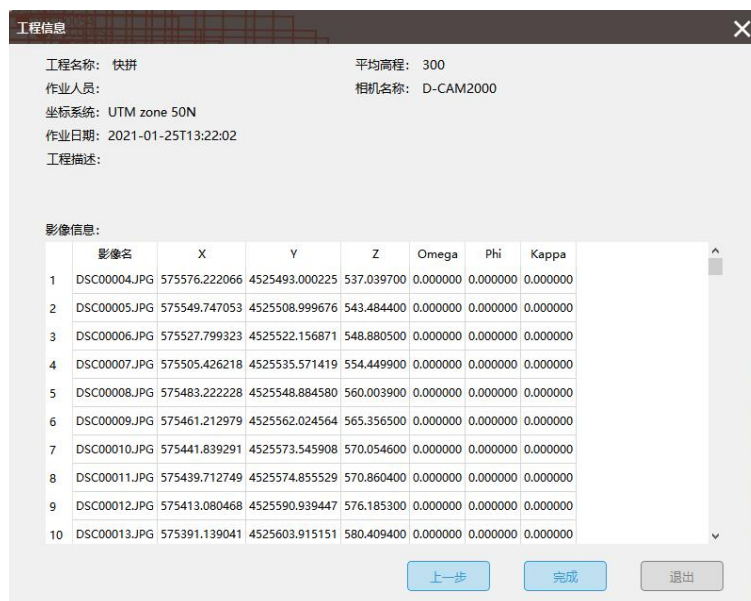 工程信息
工程名称： 快拼 平均高程： 300
作业人员： 相机名称： D-CAM2000
坐标系统： UTM zone 50N
作业日期： 2021-01-25T13:22:02
工程描述：
影像信息：
影像名 X Y Z Omega Phi Kappa
1 DSC00004.JPG 575576.222066 4525493.000225 537.039700 0.000000 0.000000 0.000000
2 DSC00005.JPG 575549.747053 4525508.999676 543.484400 0.000000 0.000000 0.000000
3 DSC00006.JPG 575527.799323 4525522.156871 548.880500 0.000000 0.000000 0.000000
4 DSC00007.JPG 575505.426218 4525535.571419 554.449900 0.000000 0.000000 0.000000
5 DSC00008.JPG 575483.222228 4525548.884580 560.003900 0.000000 0.000000 0.000000
6 DSC00009.JPG 575461.212979 4525562.024564 565.356500 0.000000 0.000000 0.000000
7 DSC00010.JPG 575441.839291 4525573.545908 570.054600 0.000000 0.000000 0.000000
8 DSC00011.JPG 575439.712749 4525574.855529 570.860400 0.000000 0.000000 0.000000
9 DSC00012.JPG 575413.080468 4525590.939447 576.185300 0.000000 0.000000 0.000000
10 DSC00013.JPG 575391.139041 4525603.915151 580.409400 0.000000 0.000000 0.000000
上一步 完成 退出